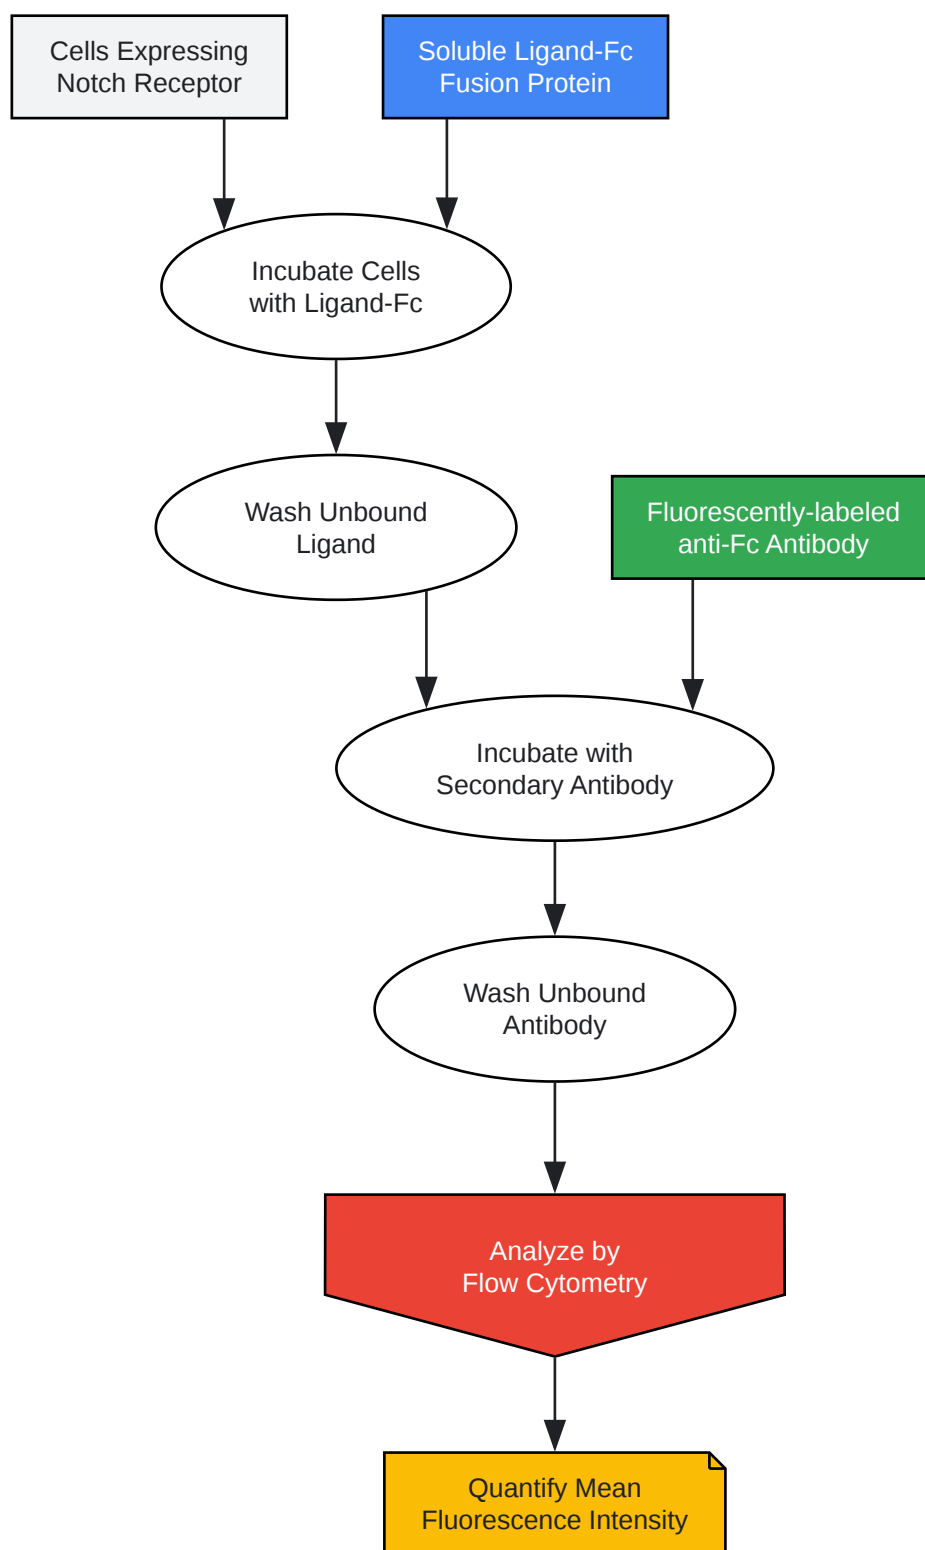 Cells Expressing
Notch Receptor
Soluble Ligand-Fc
Fusion Protein
Incubate Cells
with Ligand-Fc
Wash Unbound
Ligand
Fluorescently-labeled
anti-Fc Antibody
Incubate with
Secondary Antibody
Wash Unbound
Antibody
Analyze by
Flow Cytometry
Quantify Mean
Fluorescence Intensity